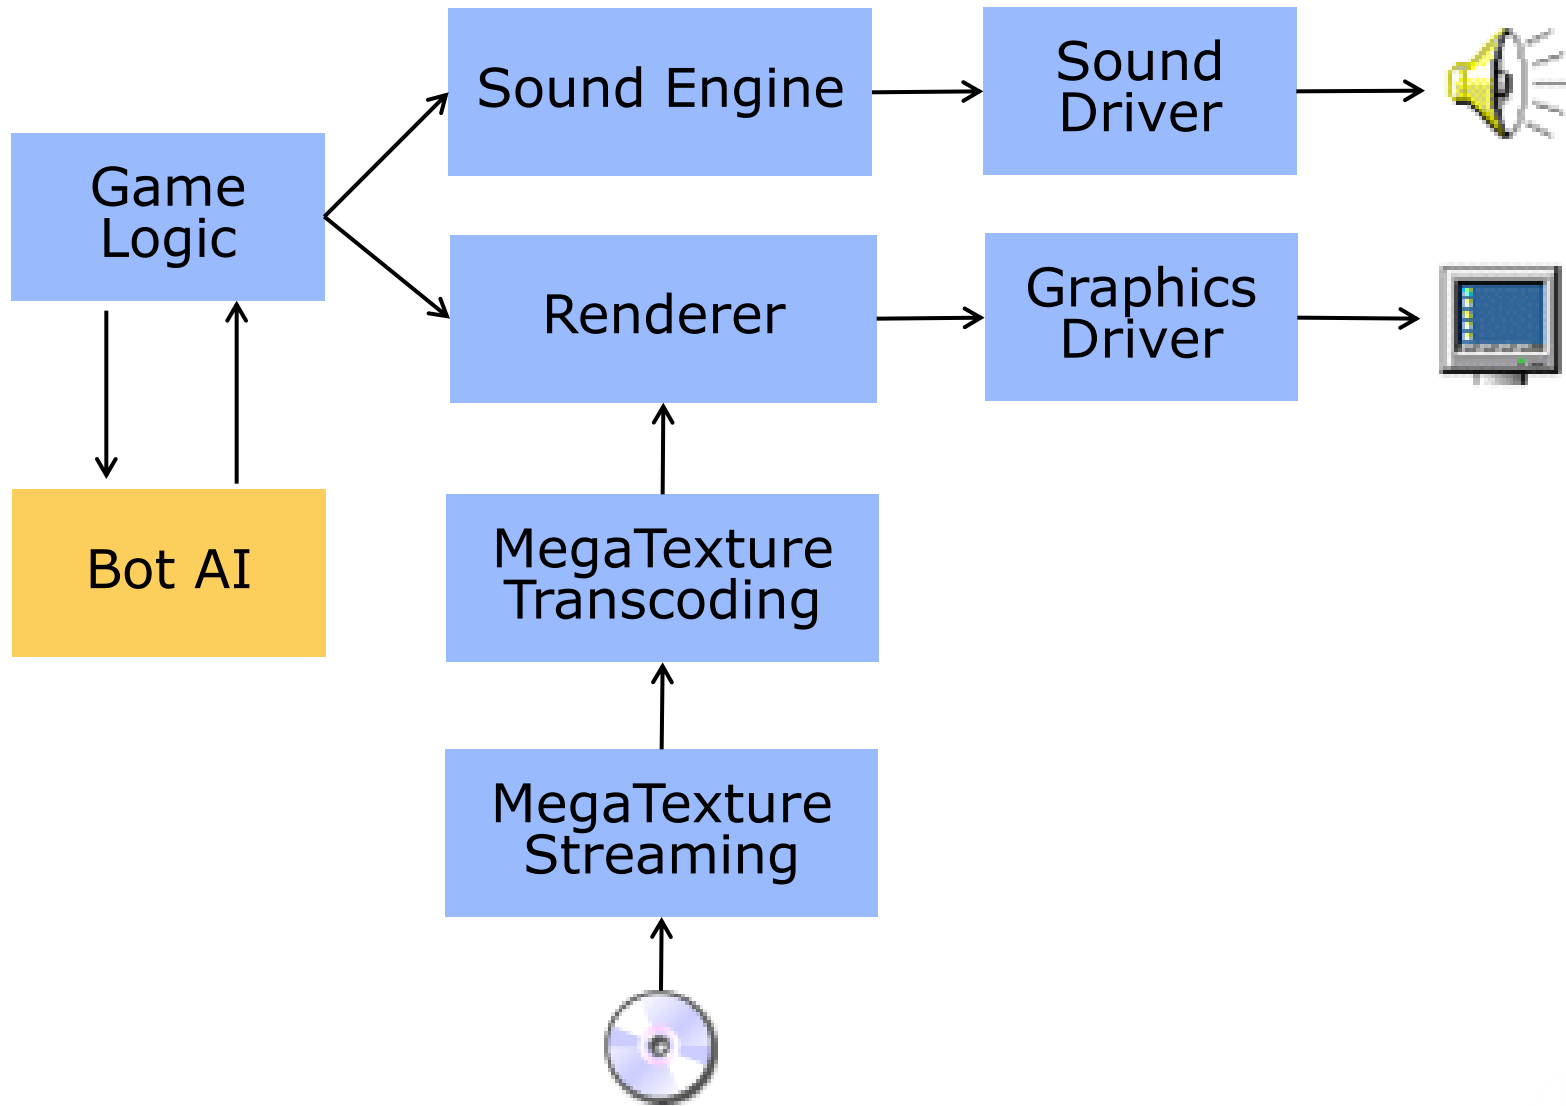 Sound Engine
Sound
Driver
Game
Logic
Renderer
Graphics
Driver
Bot AI
MegaTexture
Transcoding
MegaTexture
Streaming